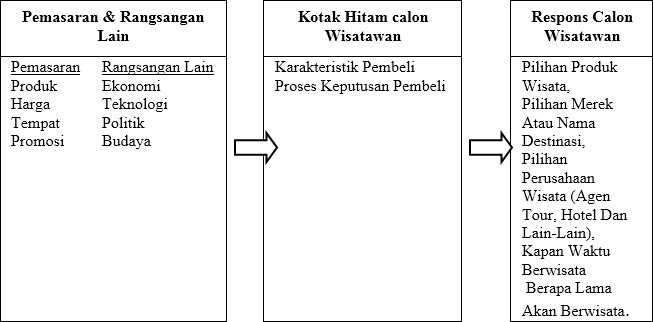 Pemasaran & Rangsangan
Lain
Pemasaran Rangsangan Lain
Produk Ekonomi
Harga Teknologi
Tempat Politik
Promosi Budaya
Kotak Hitam calon
Wisatawan
Karakteristik Pembeli
Proses Keputusan Pembeli
Respons Calon
Wisatawan
Pilihan Produk
Wisata,
Pilihan Merek
Atau Nama
Destinasi,
Pilihan
Perusahaan
Wisata (Agen
Tour, Hotel Dan
Lain-Lain),
Kapan Waktu
Berwisata
Berapa Lama
Akan Berwisata.